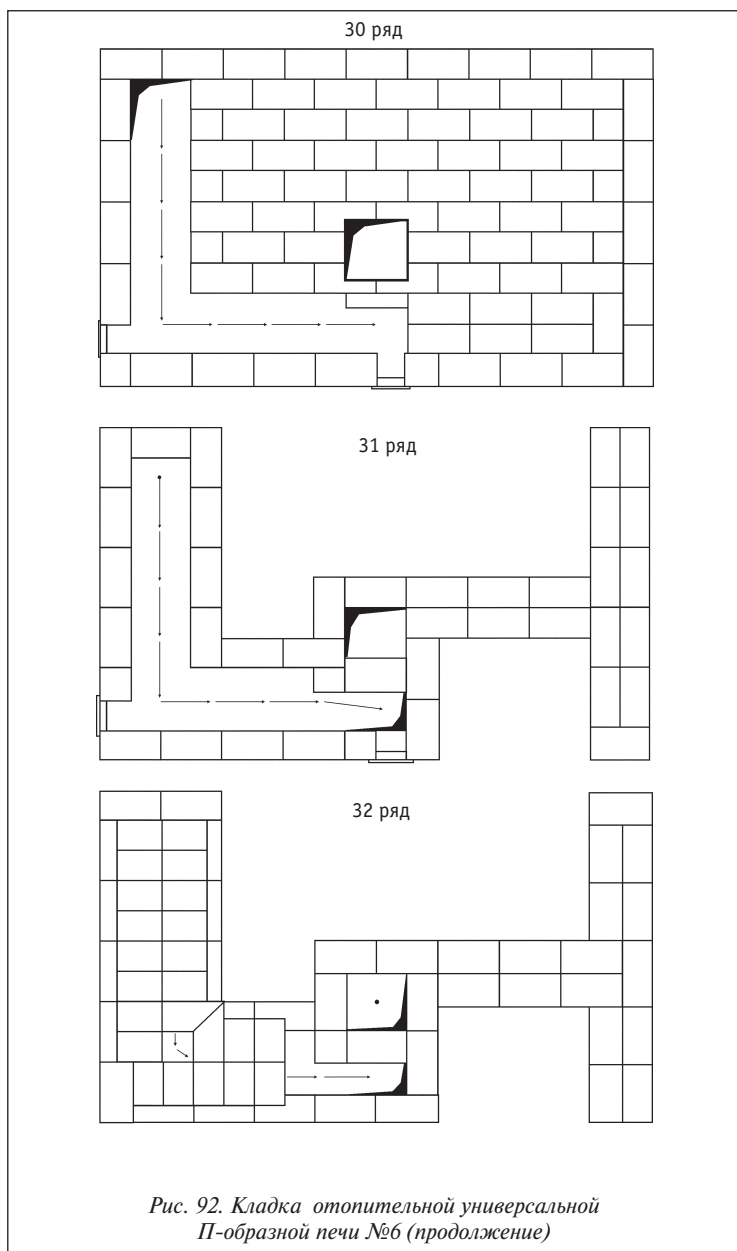 30 ряд
31 ряд
32 ряд
Рис. 92. Кладка отопительной универсальной
П-образной печи №6 (продолжение)